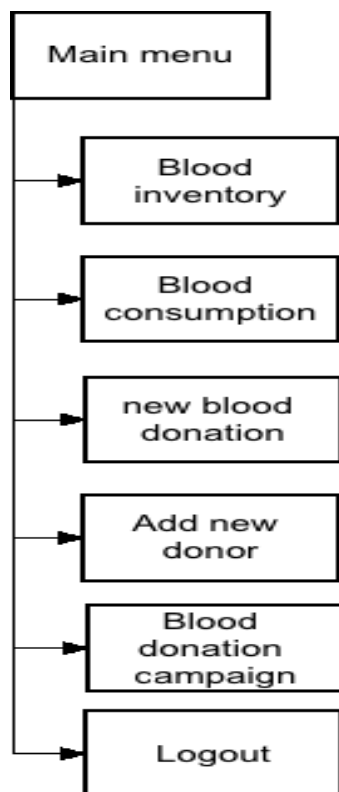 Main menu
Blood
inventory
Blood
consumption
new blood
donation
Add new
donor
Blood
donation
campaign
Logout